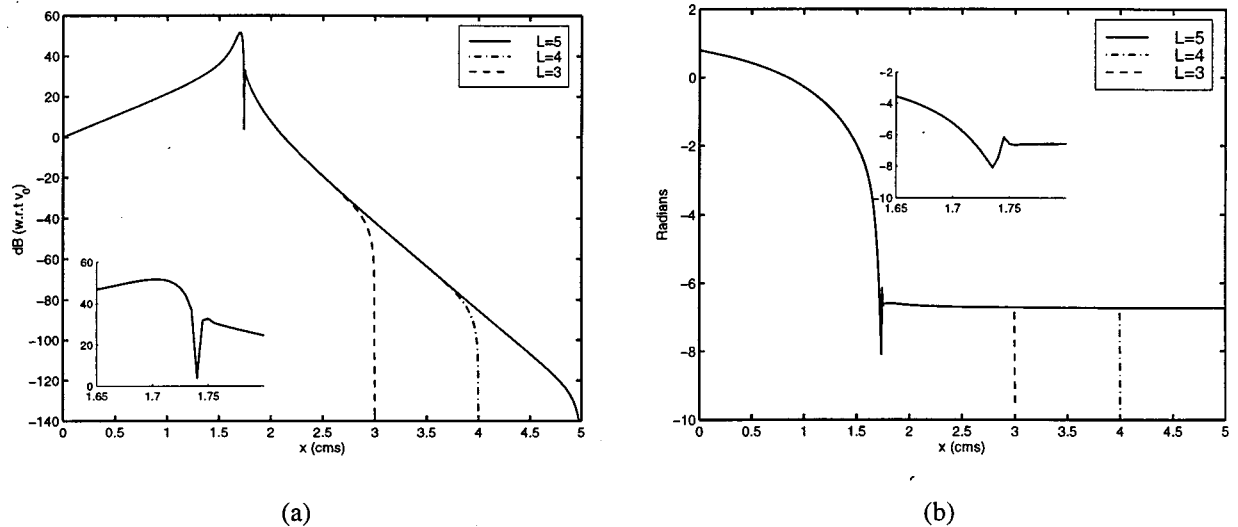 60
40
20
0
−20
−40
−60
−80
−100
−120
−140
dB (w.r.t v₀)
L=5
L=4
L=3
60
40
20
0
1.65 1.7 1.75
0 0.5 1 1.5 2 2.5 3 3.5 4 4.5 5
x (cms)
(a)
2
0
−2
−4
−6
−8
−10
Radians
L=5
L=4
L=3
−2
−4
−6
−8
−10
1.65 1.7 1.75
0 0.5 1 1.5 2 2.5 3 3.5 4 4.5 5
x (cms)
(b)